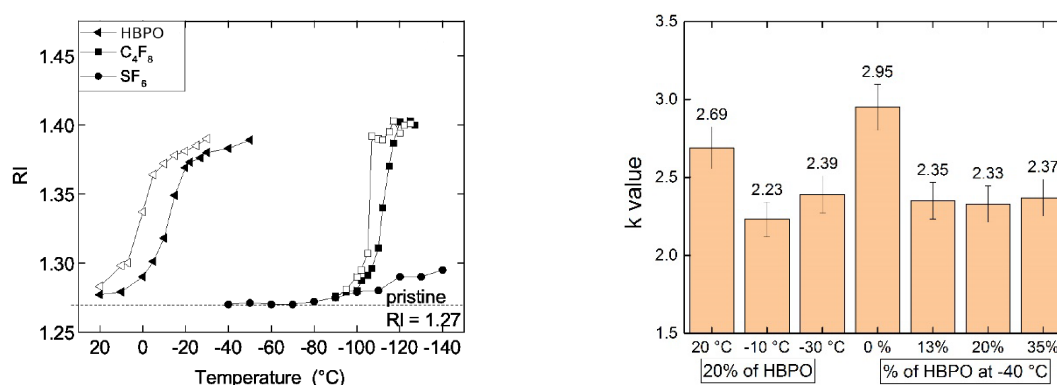 HBPO
C₄F₈
SF₆
1.45
1.40
1.35
1.30
1.25
RI
pristine
RI = 1.27
20 0 -20 -40 -60 -80 -100 -120 -140
Temperature (°C)
3.5
3.0
2.5
2.0
1.5
k value
2.69
2.23
2.39
2.95
2.35
2.33
2.37
20 °C -10 °C -30 °C 0 % 13% 20% 35%
20% of HBPO % of HBPO at -40 °C